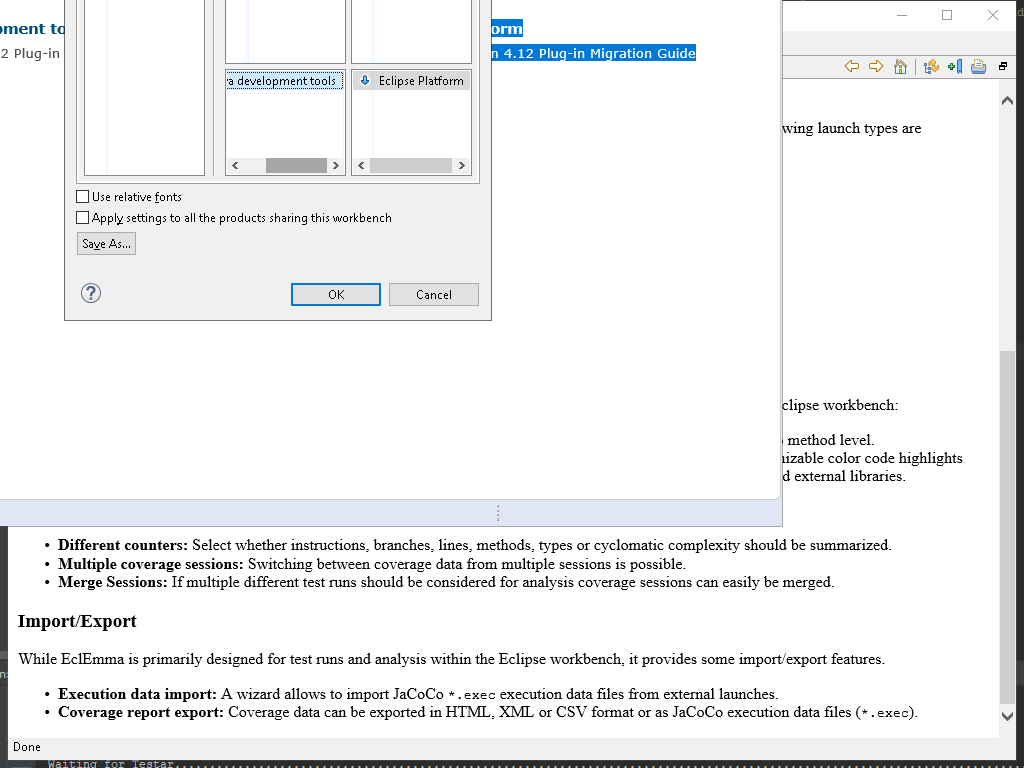 pment to
orm
2 Plug-in
n 4.12 Plug-in Migration Guide
a development tools
Eclipse Platform
wing launch types are
Use relative fonts
Apply settings to all the products sharing this workbench
Save As...
OK
Cancel
clipse workbench:
method level.
izable color code highlights
d external libraries.
• Different counters: Select whether instructions, branches, lines, methods, types or cyclomatic complexity should be summarized.
• Multiple coverage sessions: Switching between coverage data from multiple sessions is possible.
• Merge Sessions: If multiple different test runs should be considered for analysis coverage sessions can easily be merged.
Import/Export
While EclEmma is primarily designed for test runs and analysis within the Eclipse workbench, it provides some import/export features.
• Execution data import: A wizard allows to import JaCoCo *.exec execution data files from external launches.
• Coverage report export: Coverage data can be exported in HTML, XML or CSV format or as JaCoCo execution data files (*.exec).
Done
Waiting for Testar